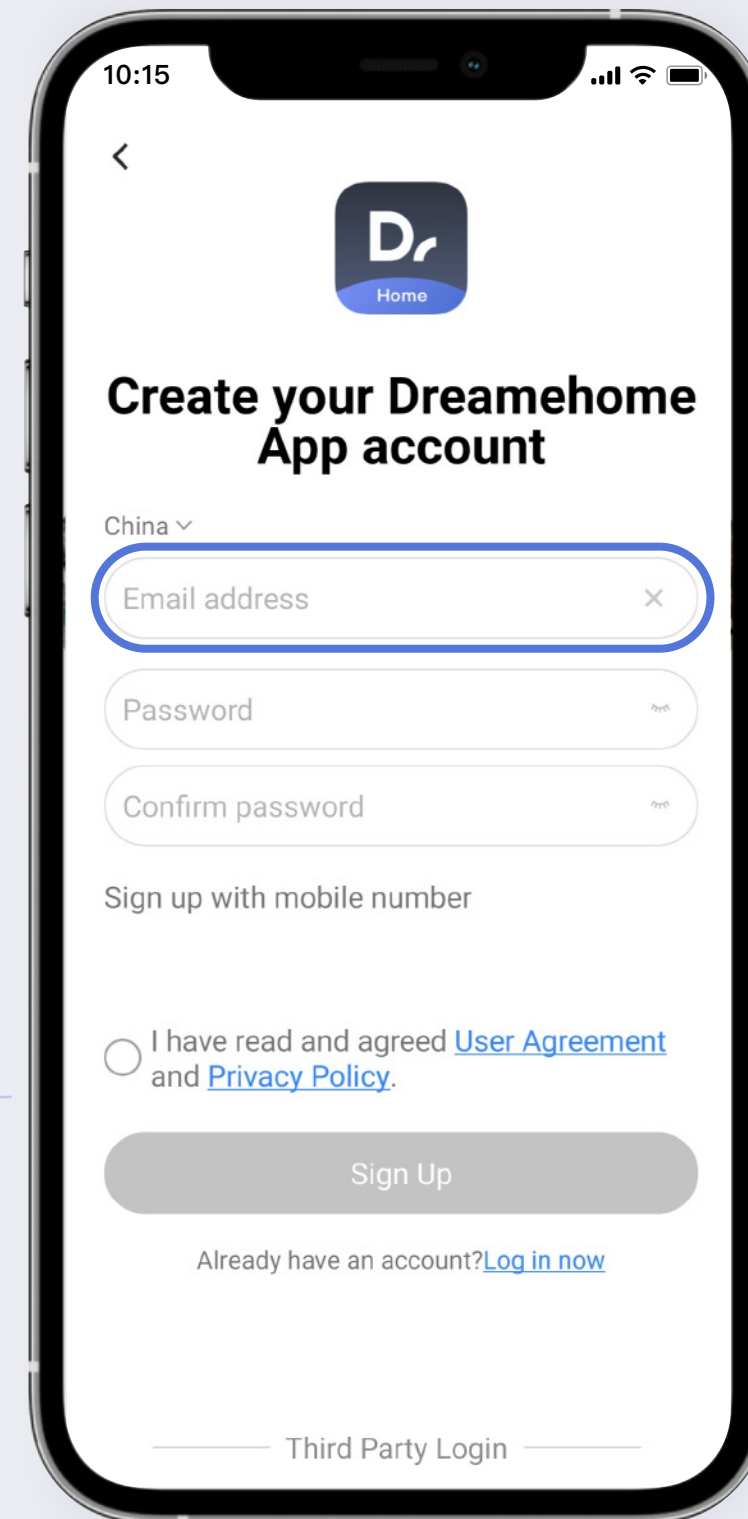 10:15
Dr
Home
Create your Dreamehome
App account
China
Email address
Password
Confirm password
Sign up with mobile number
I have read and agreed User Agreement
and Privacy Policy.
Sign Up
Already have an account?Log in now
Third Party Login